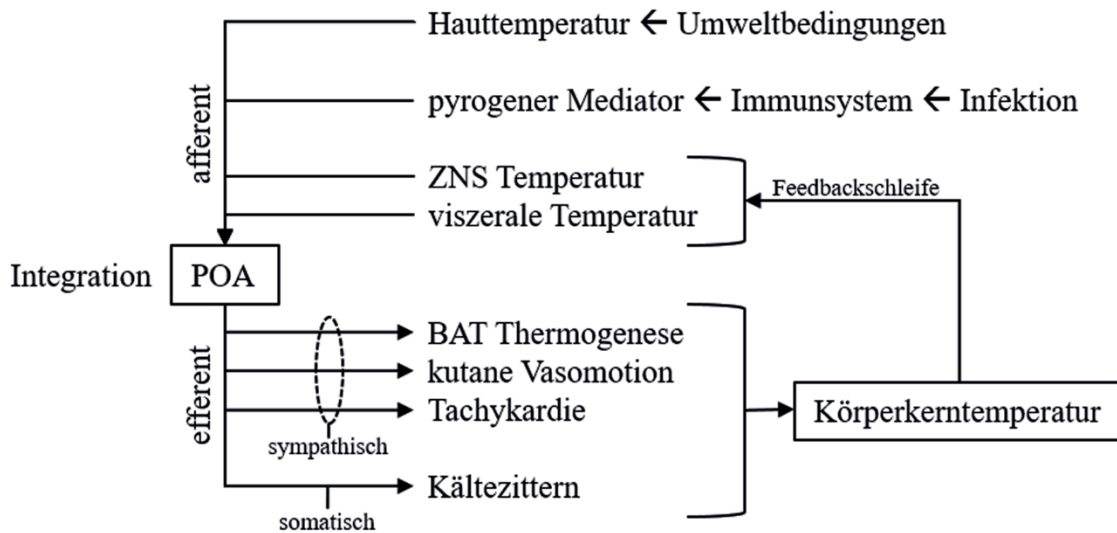 Hauttemperatur ← Umweltbedingungen
pyrogener Mediator ← Immunsystem ← Infektion
afferent
ZNS Temperatur
viszerale Temperatur
Feedbackschleife
Integration
POA
efferent
BAT Thermogenese
kutane Vasomotion
Tachykardie
sympathisch
Körperkerntemperatur
Kältezittern
somatisch